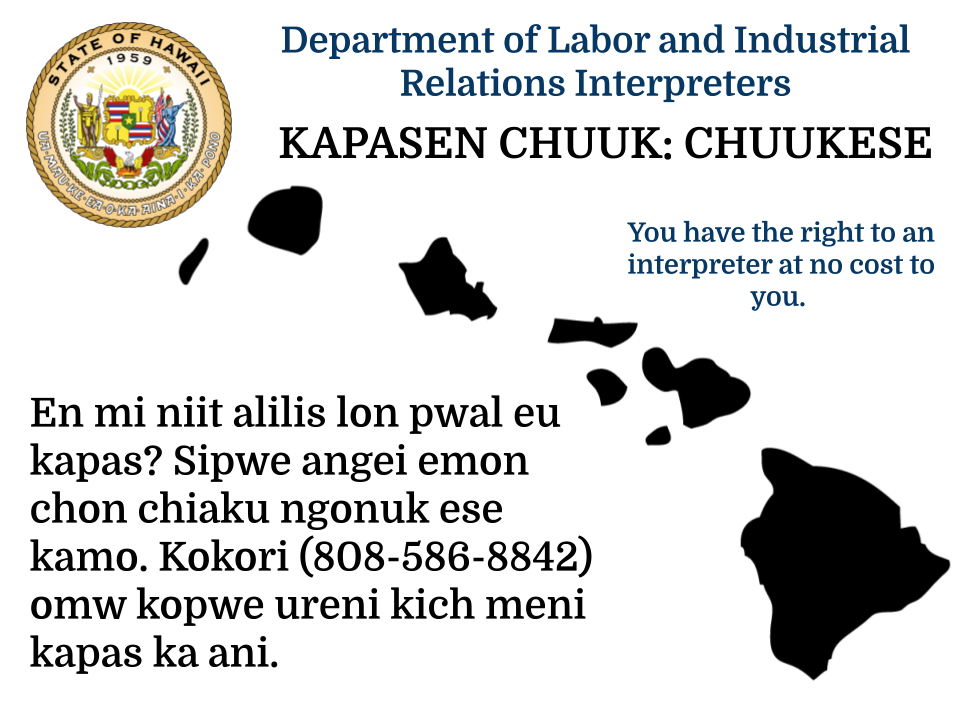 STATE OF HAWAII
1959
UA·MAU·KE·EA·O·KA·AINA·I·KA·PONO
Department of Labor and Industrial
Relations Interpreters
KAPASEN CHUUK: CHUUKESE
You have the right to an
interpreter at no cost to
you.
En mi niit alilis lon pwal eu
kapas? Sipwe angei emon
chon chiaku ngonuk ese
kamo. Kokori (808-586-8842)
omw kopwe ureni kich meni
kapas ka ani.